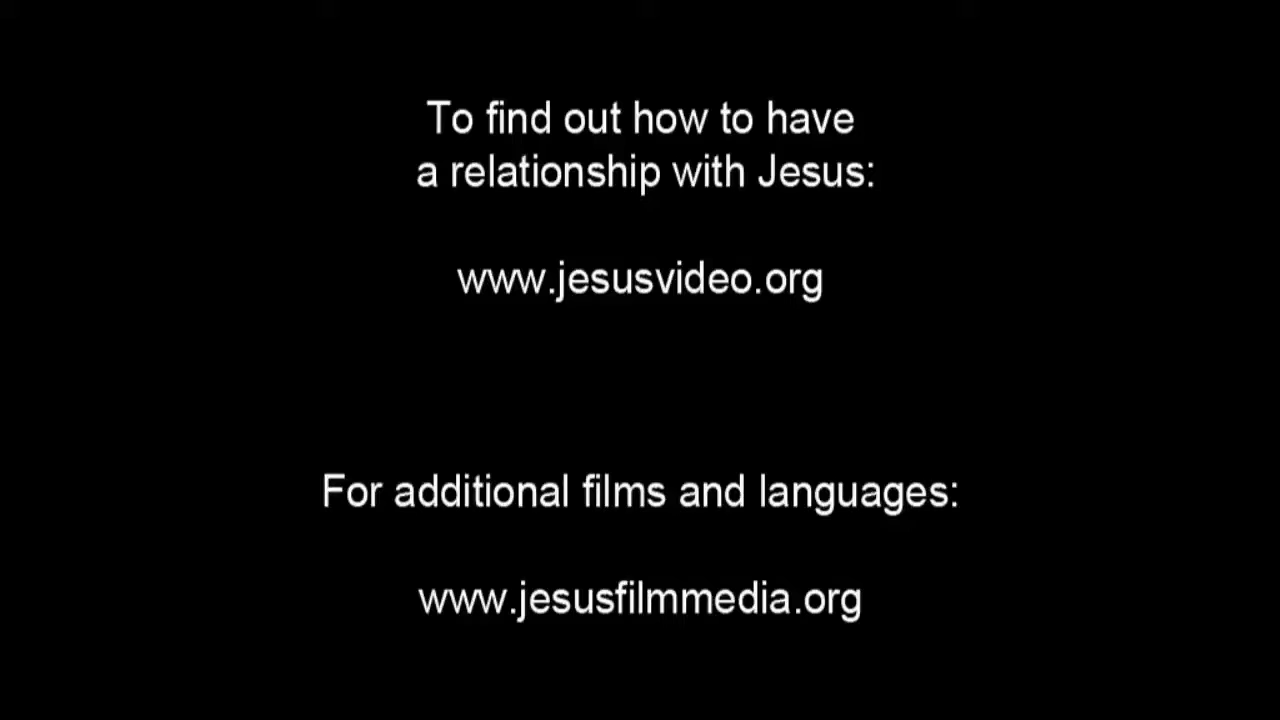 To find out how to have
a relationship with Jesus:
www.jesusvideo.org
For additional films and languages:
www.jesusfilmmedia.org